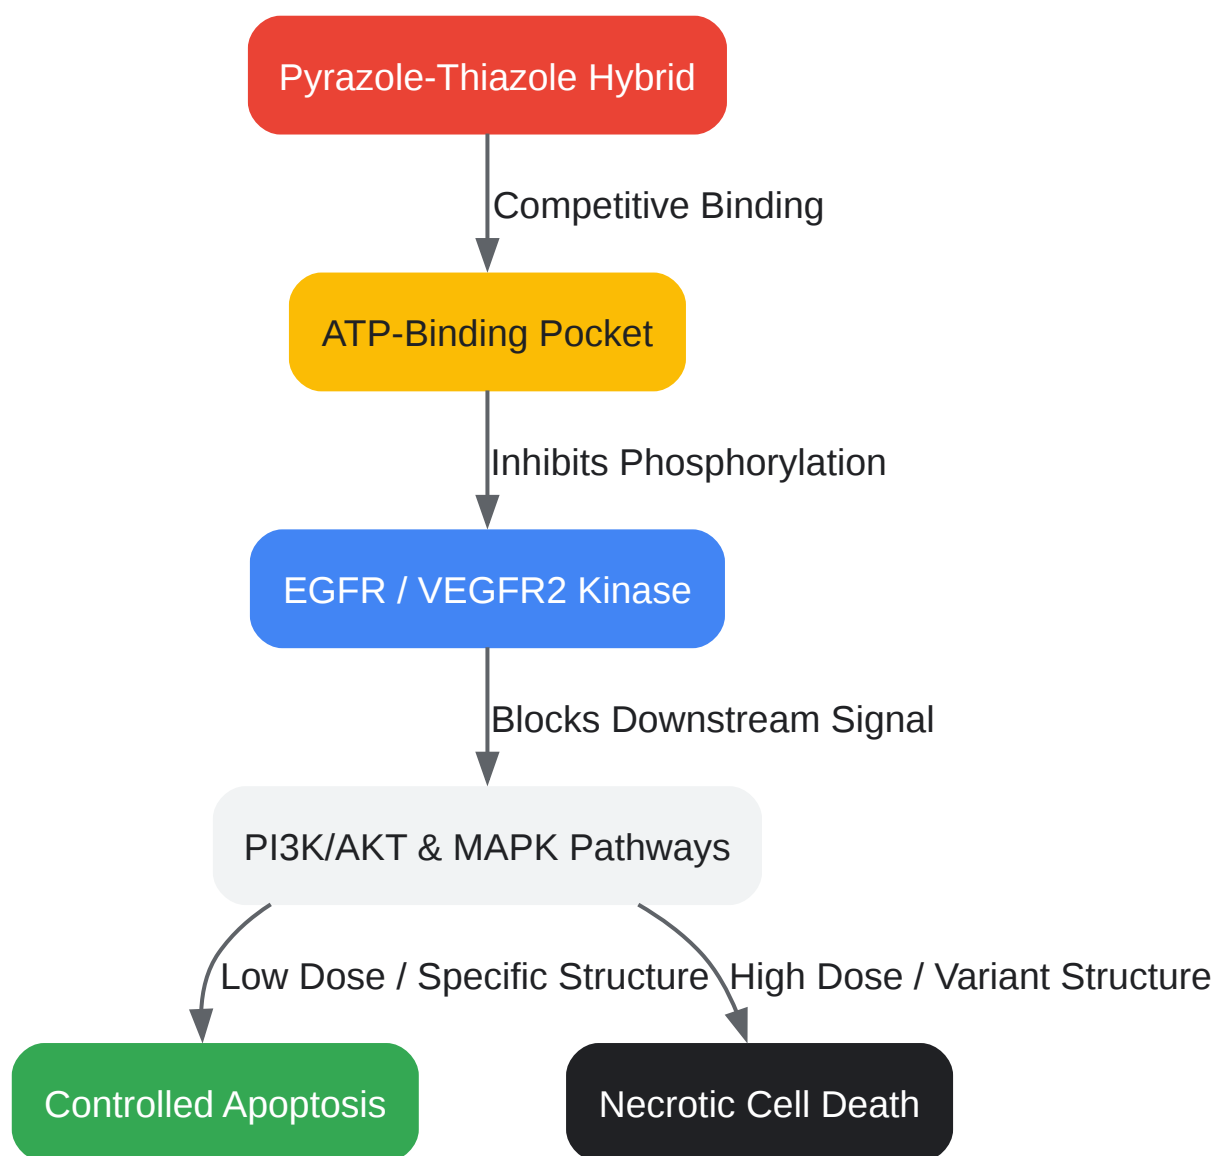 Pyrazole-Thiazole Hybrid
Competitive Binding
ATP-Binding Pocket
Inhibits Phosphorylation
EGFR / VEGFR2 Kinase
Blocks Downstream Signal
PI3K/AKT & MAPK Pathways
Low Dose / Specific Structure
High Dose / Variant Structure
Controlled Apoptosis
Necrotic Cell Death